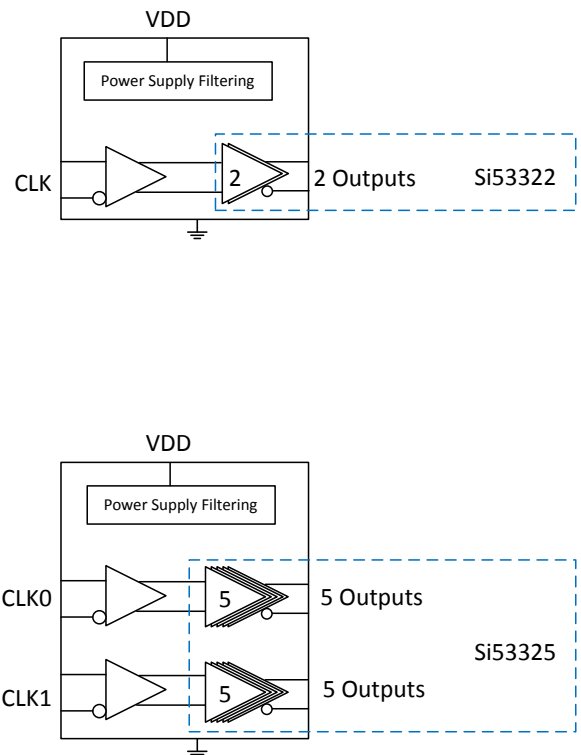 VDD
Power Supply Filtering
CLK
2
2 Outputs
Si53322
VDD
Power Supply Filtering
CLK0
5
5 Outputs
Si53325
CLK1
5
5 Outputs